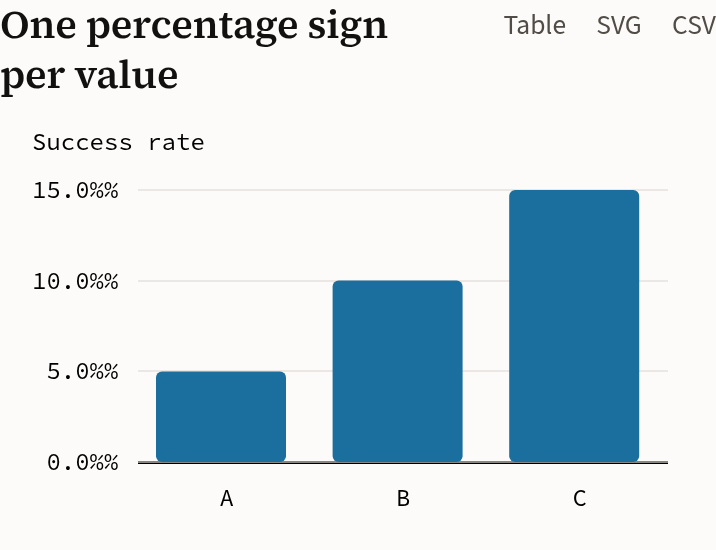 One percentage sign
per value
Table SVG CSV
Success rate
15.0%%
10.0%%
5.0%%
0.0%%
A B C